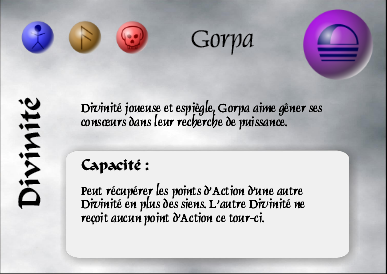 Gorpa
Divinité
Divinité joueuse et espiègle, Gorpa aime gêner ses
consœurs dans leur recherche de puissance.
Capacité :
Peut récupérer les points d'Action d'une autre
Divinité en plus des siens. L'autre Divinité ne
reçoit aucun point d'Action ce tour-ci.